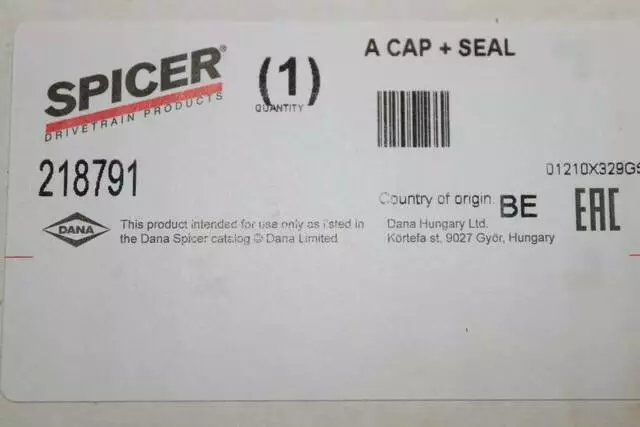 SPICER®
DRIVETRAIN PRODUCTS
(1)
QUANTITY
A CAP + SEAL
218791
01210X329G
Country of origin: BE
EAC
DANA
This product intended for use only as listed in
the Dana Spicer catalog © Dana Limited
Dana Hungary Ltd.
Körtefa st, 9027 Győr, Hungary